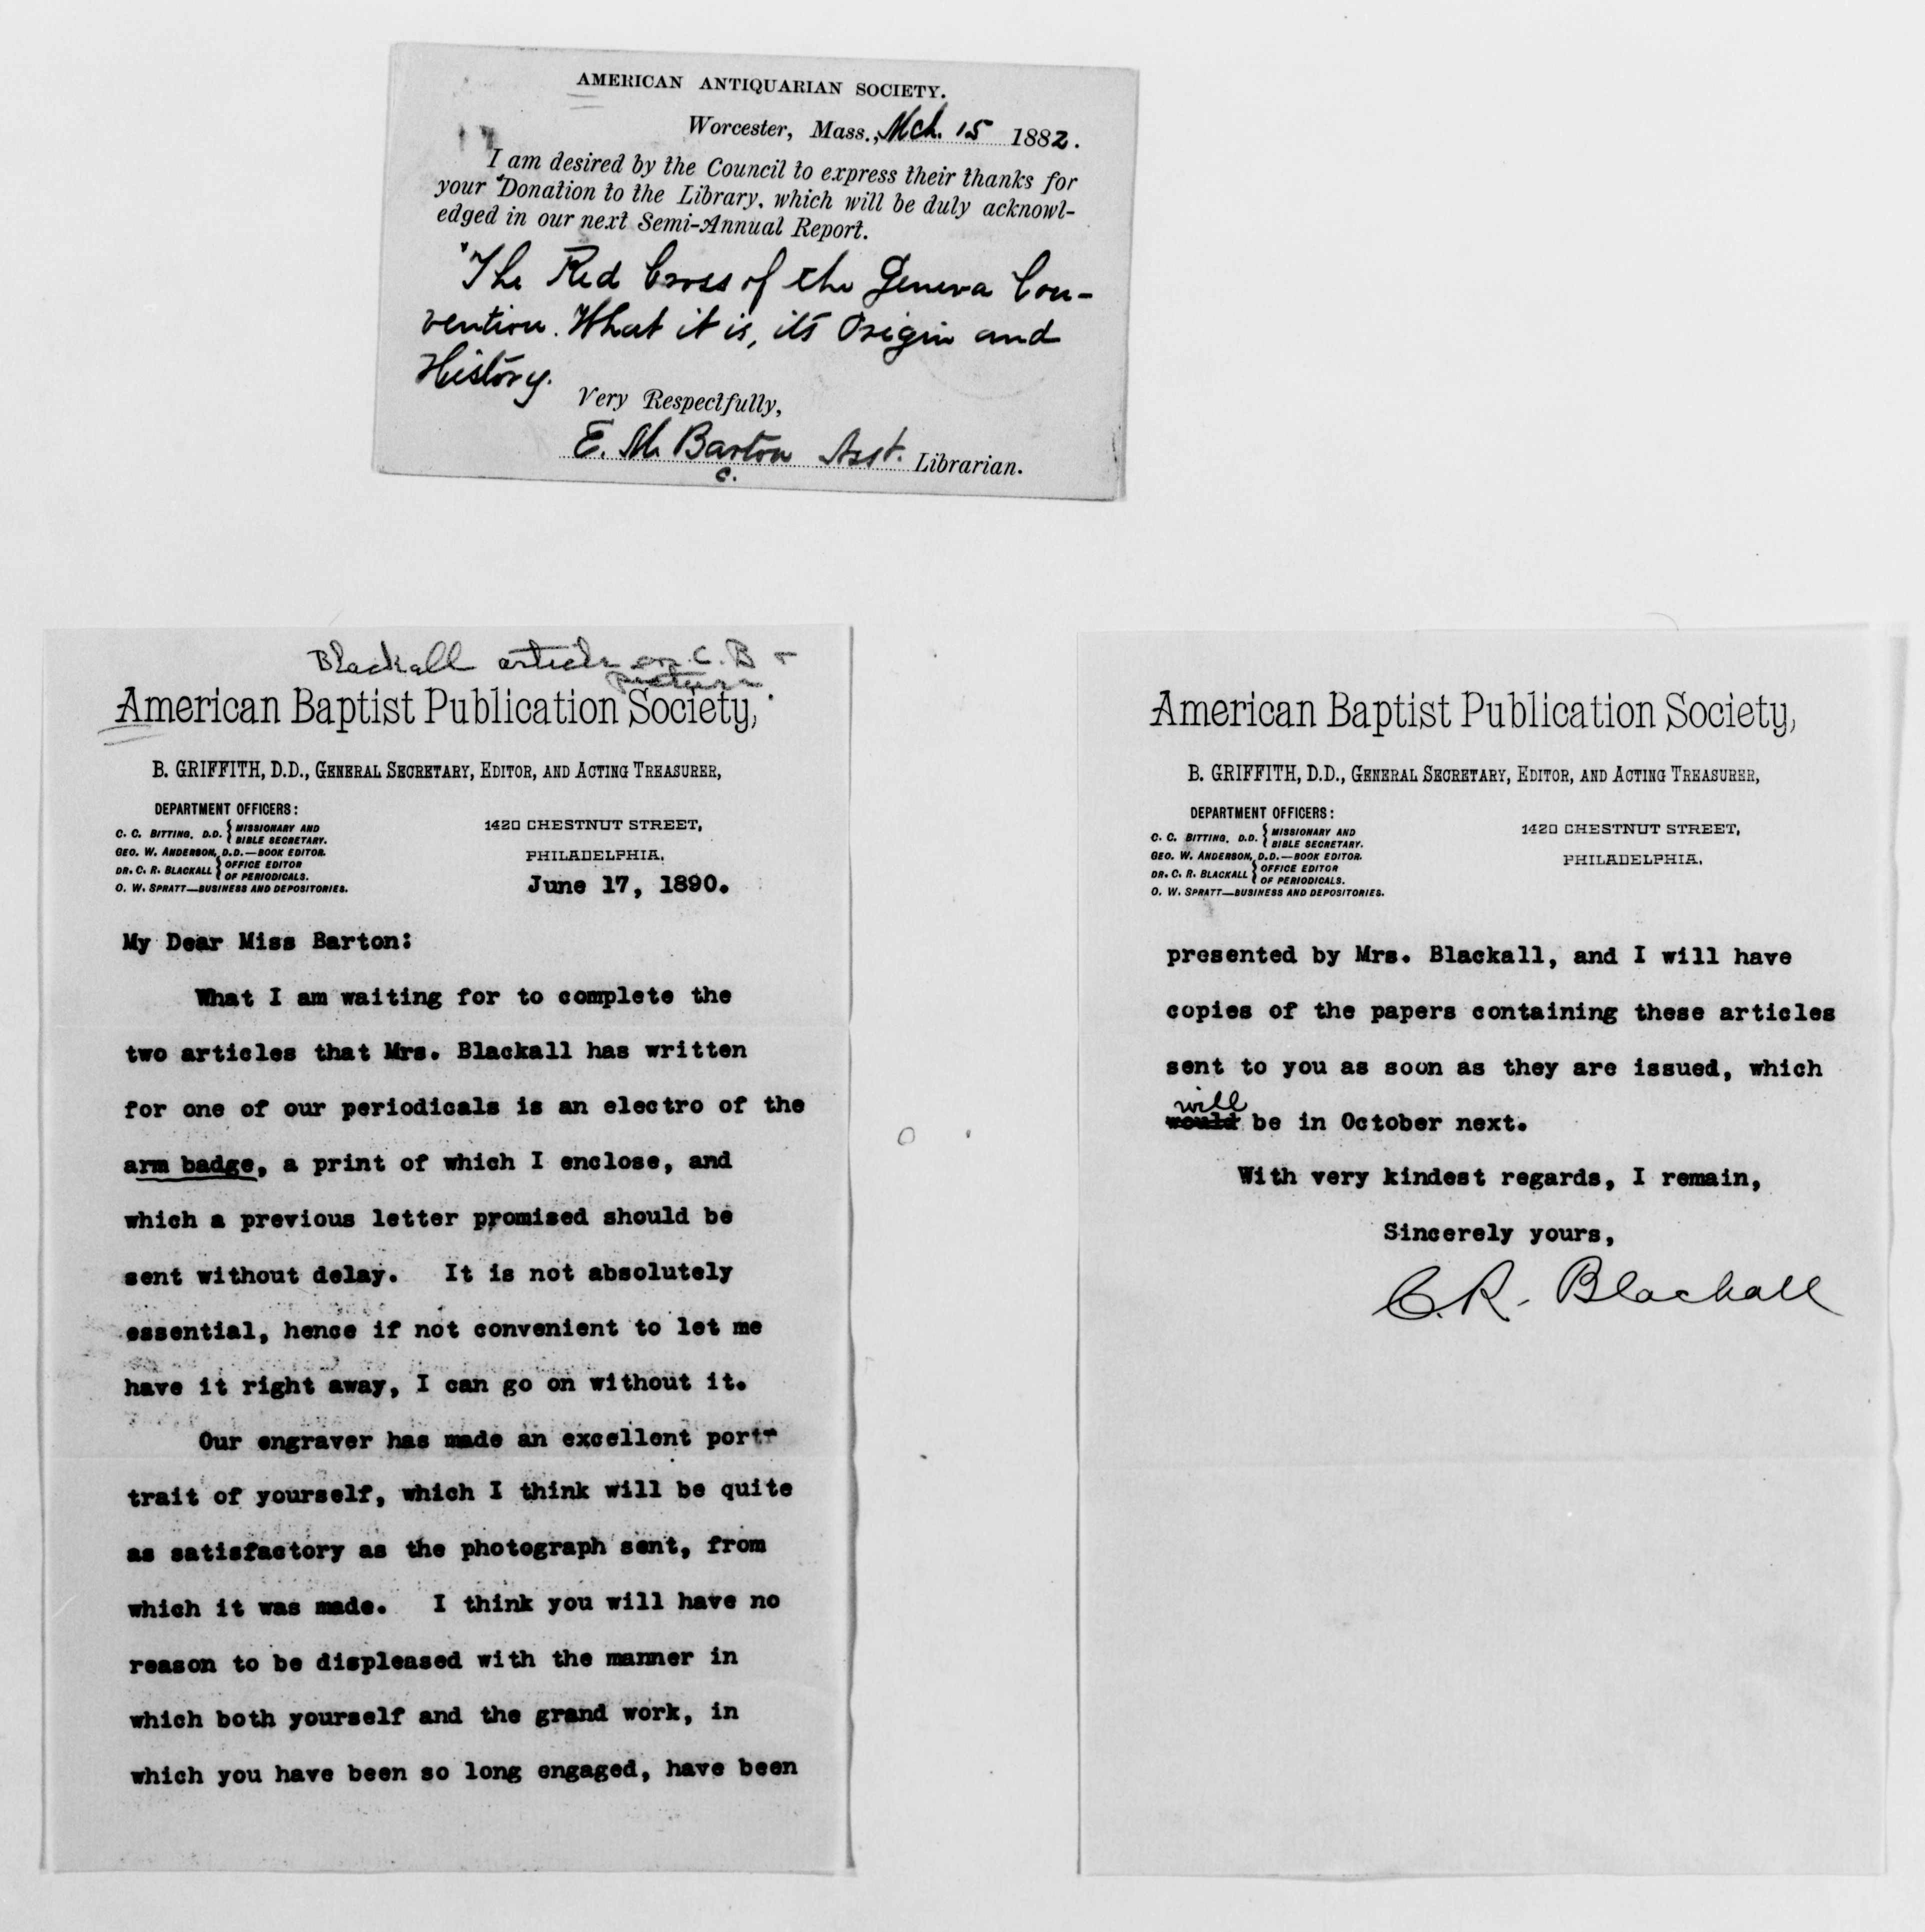 AMERICAN ANTIQUARIAN SOCIETY.
Worcester, Mass., Mch. 15 1882.
I am desired by the Council to express their thanks for
your Donation to the Library, which will be duly acknowl-
edged in our next Semi-Annual Report.
"The Red Cross of the Geneva Con-
vention. What it is, its Origin and
History.
Very Respectfully,
E. M. Barton Asst. Librarian.
c.
Blackall article on C. B +
picture
American Baptist Publication Society,
B. GRIFFITH, D.D., GENERAL SECRETARY, EDITOR, AND ACTING TREASURER,
DEPARTMENT OFFICERS:
C. C. BITTING, D.D. { MISSIONARY AND
BIBLE SECRETARY.
GEO. W. ANDERSON, D.D.—BOOK EDITOR.
DR. C. R. BLACKALL } OFFICE EDITOR
OF PERIODICALS.
O. W. SPRATT—BUSINESS AND DEPOSITORIES.
1420 CHESTNUT STREET,
PHILADELPHIA,
June 17, 1890.
My Dear Miss Barton:
What I am waiting for to complete the
two articles that Mrs. Blackall has written
for one of our periodicals is an electro of the
arm badge, a print of which I enclose, and
which a previous letter promised should be
sent without delay. It is not absolutely
essential, hence if not convenient to let me
have it right away, I can go on without it.
Our engraver has made an excellent por-
trait of yourself, which I think will be quite
as satisfactory as the photograph sent, from
which it was made. I think you will have no
reason to be displeased with the manner in
which both yourself and the grand work, in
which you have been so long engaged, have been
American Baptist Publication Society,
B. GRIFFITH, D.D., GENERAL SECRETARY, EDITOR, AND ACTING TREASURER,
DEPARTMENT OFFICERS:
C. C. BITTING, D.D. { MISSIONARY AND
BIBLE SECRETARY.
GEO. W. ANDERSON, D.D.—BOOK EDITOR.
DR. C. R. BLACKALL } OFFICE EDITOR
OF PERIODICALS.
O. W. SPRATT—BUSINESS AND DEPOSITORIES.
1420 CHESTNUT STREET,
PHILADELPHIA,
presented by Mrs. Blackall, and I will have
copies of the papers containing these articles
sent to you as soon as they are issued, which
will
would be in October next.
With very kindest regards, I remain,
Sincerely yours,
C. R. Blackall